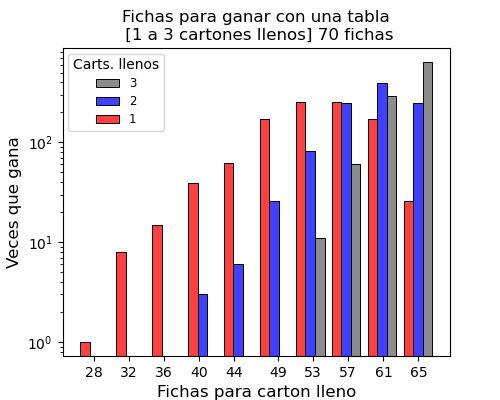 Fichas para ganar con una tabla
[1 a 3 cartones llenos] 70 fichas
Carts. llenos
3
2
1
Veces que gana
10²
10¹
10⁰
28 32 36 40 44 49 53 57 61 65
Fichas para carton lleno